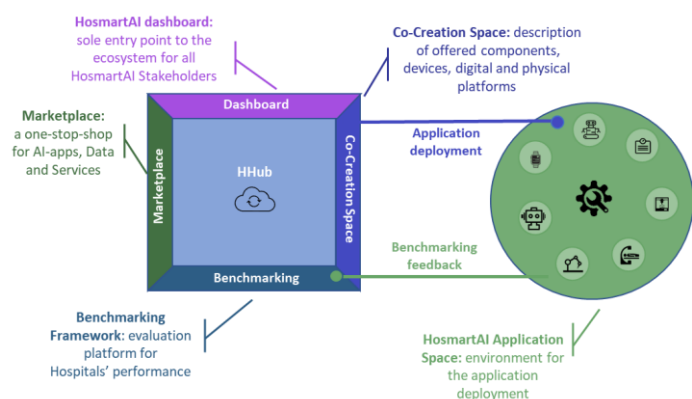 HosmartAI dashboard:
sole entry point to the
ecosystem for all
HosmartAI Stakeholders
Co-Creation Space: description
of offered components,
devices, digital and physical
platforms
Marketplace:
a one-stop-shop
for AI-apps, Data
and Services
Dashboard
Marketplace
HHub
Co-Creation Space
Benchmarking
Application
deployment
Benchmarking
feedback
Benchmarking
Framework: evaluation
platform for
Hospitals' performance
HosmartAI Application
Space: environment for
the application
deployment